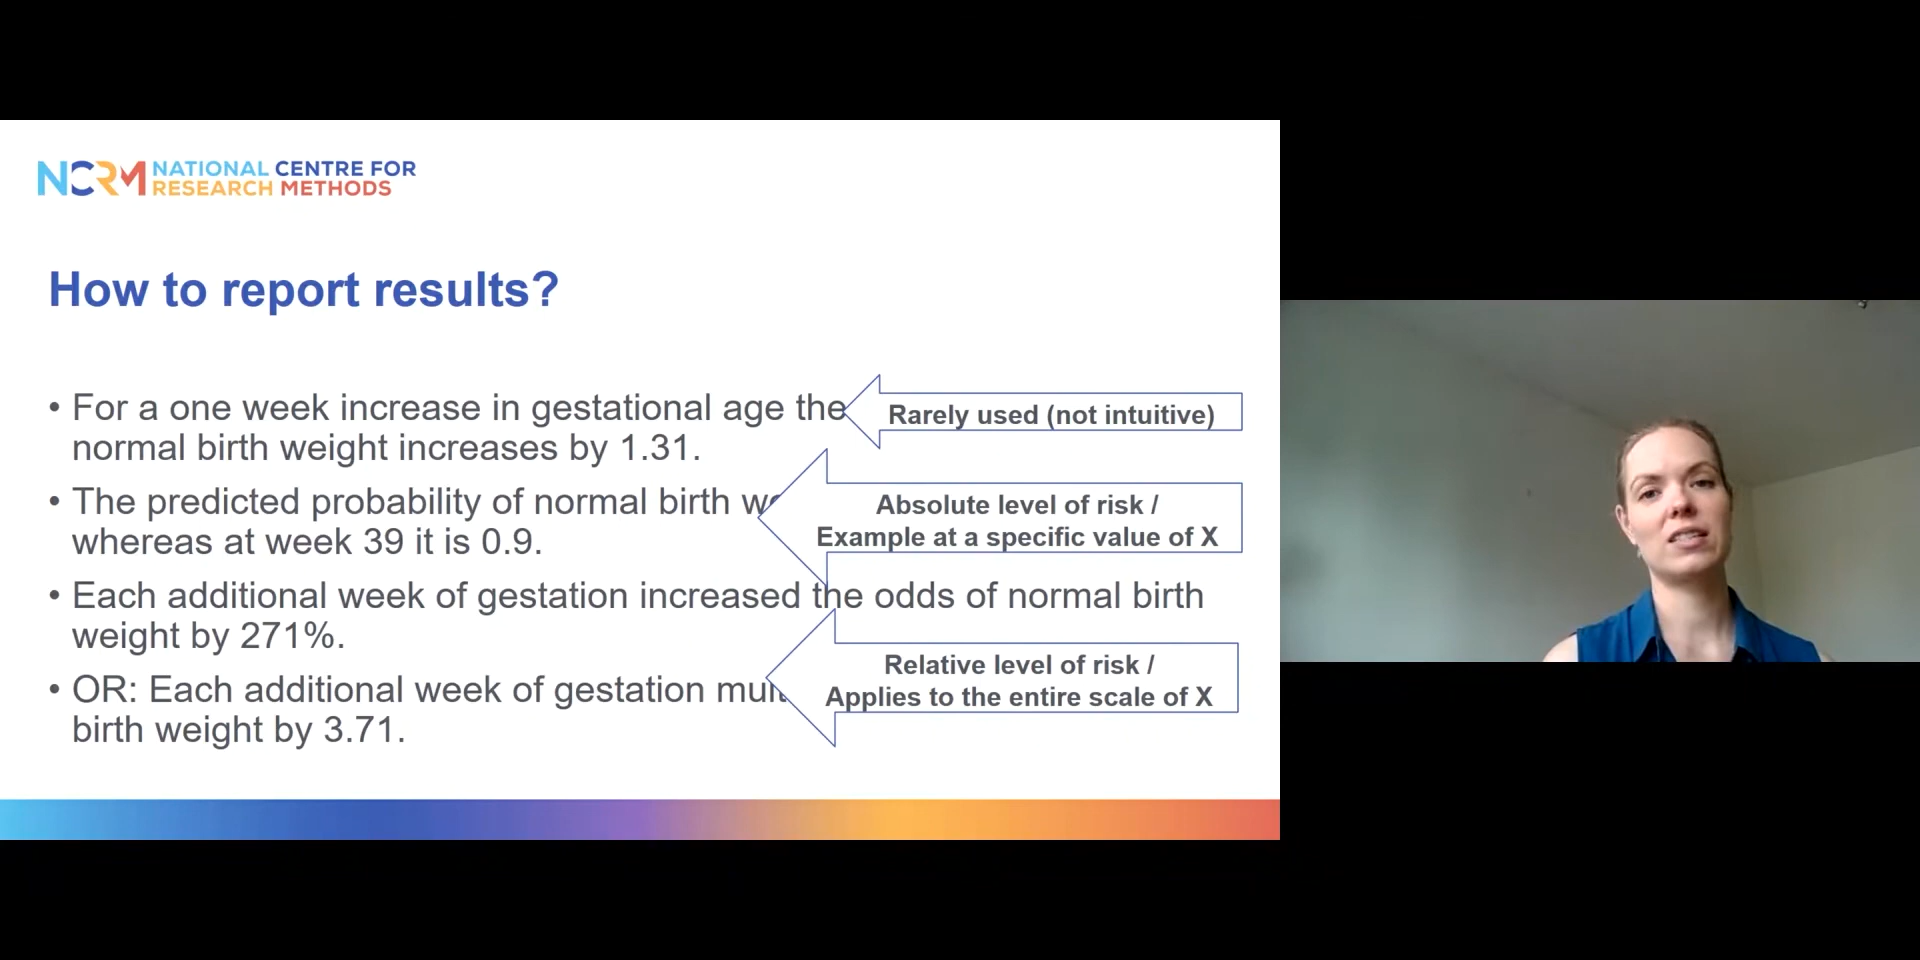 NCRM NATIONAL CENTRE FOR
RESEARCH METHODS
How to report results?
• For a one week increase in gestational age the
normal birth weight increases by 1.31.
Rarely used (not intuitive)
• The predicted probability of normal birth
whereas at week 39 it is 0.9.
Absolute level of risk /
Example at a specific value of X
• Each additional week of gestation increased the odds of normal birth
weight by 271%.
• OR: Each additional week of gestation
birth weight by 3.71.
Relative level of risk /
Applies to the entire scale of X